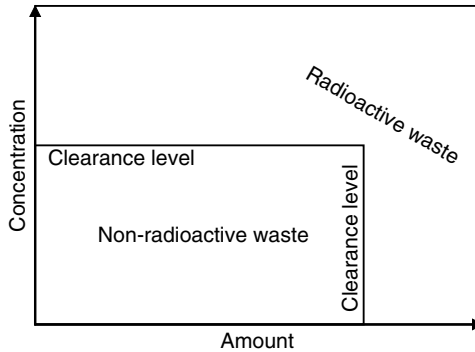 Concentration
Radioactive waste
Clearance level
Clearance level
Non-radioactive waste
Amount